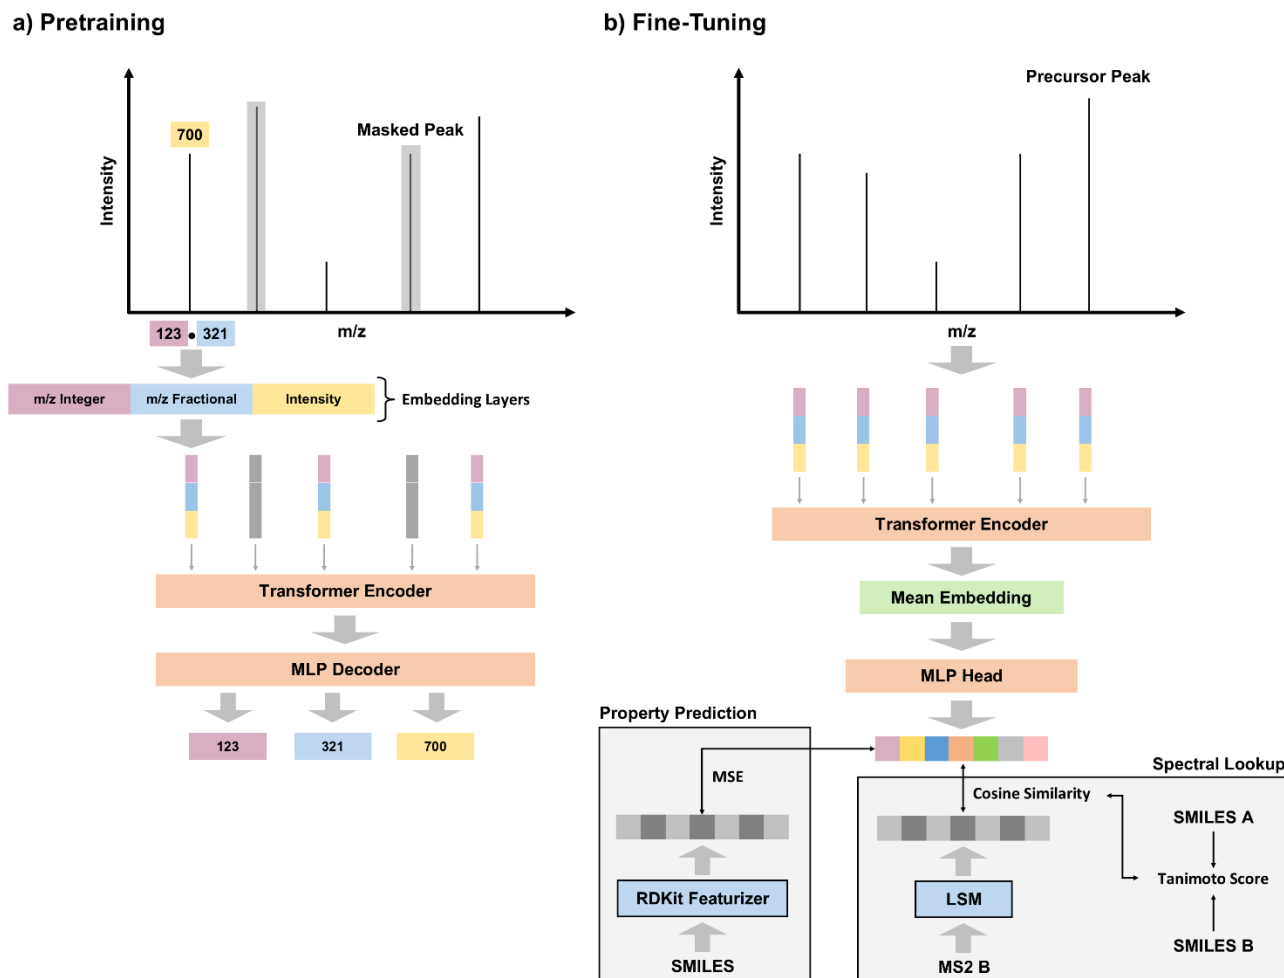 a) Pretraining
Intensity
700
Masked Peak
123 . 321
m/z
m/z Integer
m/z Fractional
Intensity
Embedding Layers
Transformer Encoder
MLP Decoder
123
321
700
b) Fine-Tuning
Intensity
Precursor Peak
m/z
Transformer Encoder
Mean Embedding
MLP Head
Property Prediction
MSE
RDKit Featurizer
SMILES
Spectral Lookup
Cosine Similarity
LSM
MS2 B
SMILES A
Tanimoto Score
SMILES B